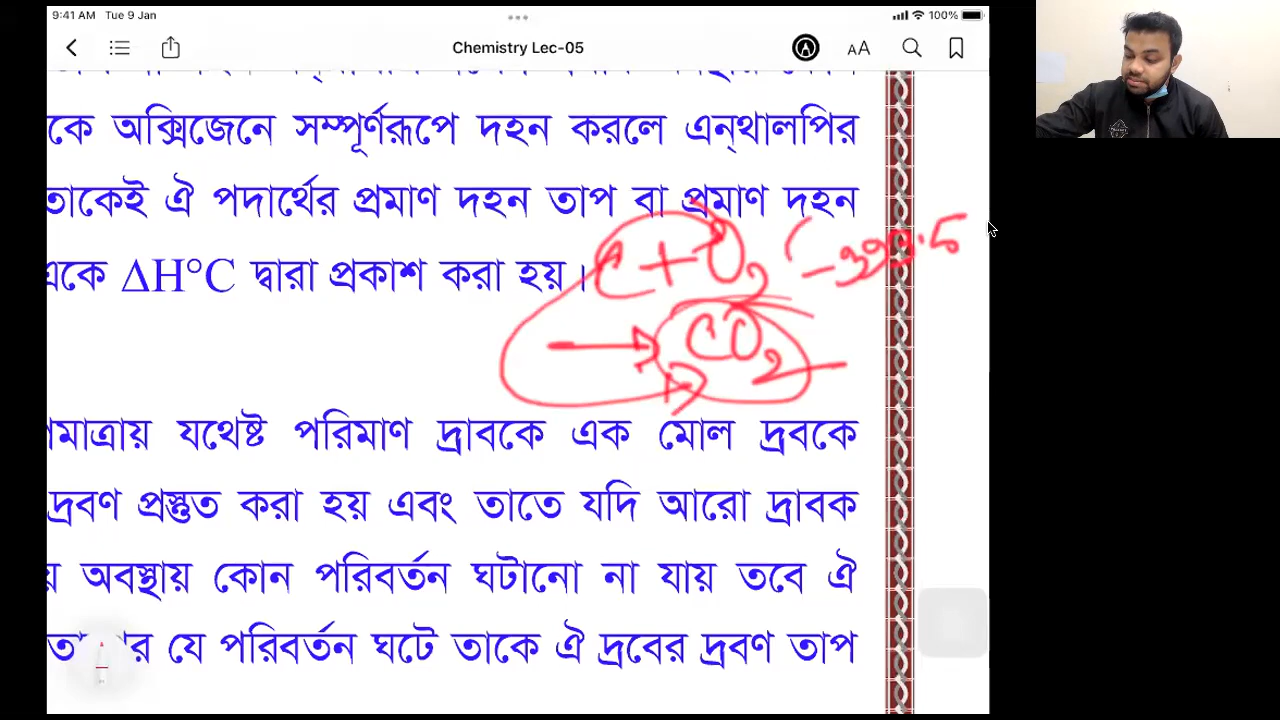 9:41 AM Tue 9 Jan
100%
Chemistry Lec-05
AA
কে অক্সিজেনে সম্পূর্ণরূপে দহন করলে এন্থালপির
তাকেই ঐ পদার্থের প্রমাণ দহন তাপ বা প্রমাণ দহন
একে ΔH°C দ্বারা প্রকাশ করা হয়।
C + O₂
→ CO₂
যথেষ্ট পরিমাণ দ্রাবকে এক মোল দ্রবকে
দ্রবণ প্রস্তুত করা হয় এবং তাতে যদি আরো দ্রাবক
অবস্থায় কোন পরিবর্তন ঘটানো না যায় তবে ঐ
যে পরিবর্তন ঘটে তাকে ঐ দ্রবের দ্রবণ তাপ